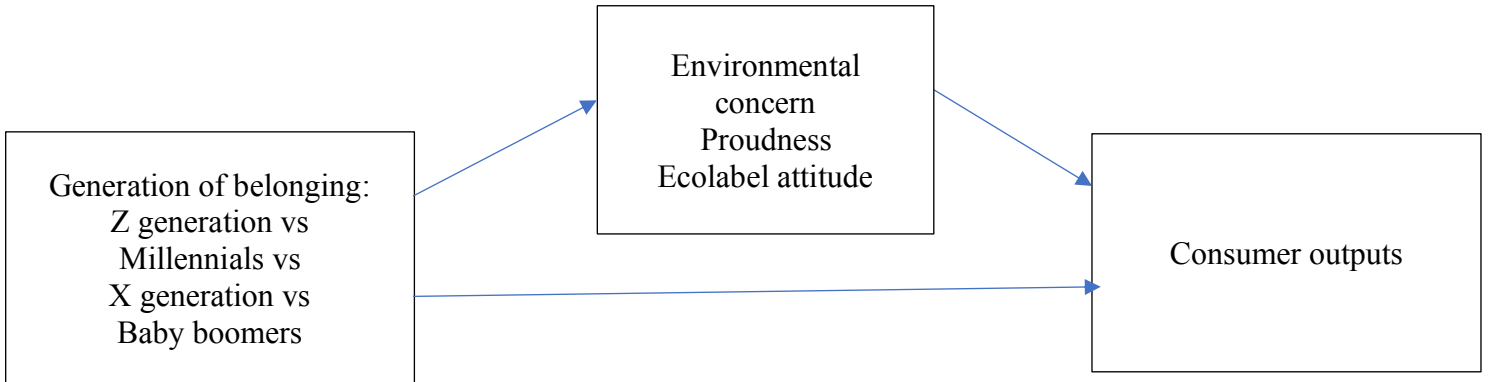 Environmental
concern
Proudness
Ecolabel attitude
Generation of belonging:
Z generation vs
Millennials vs
X generation vs
Baby boomers
Consumer outputs